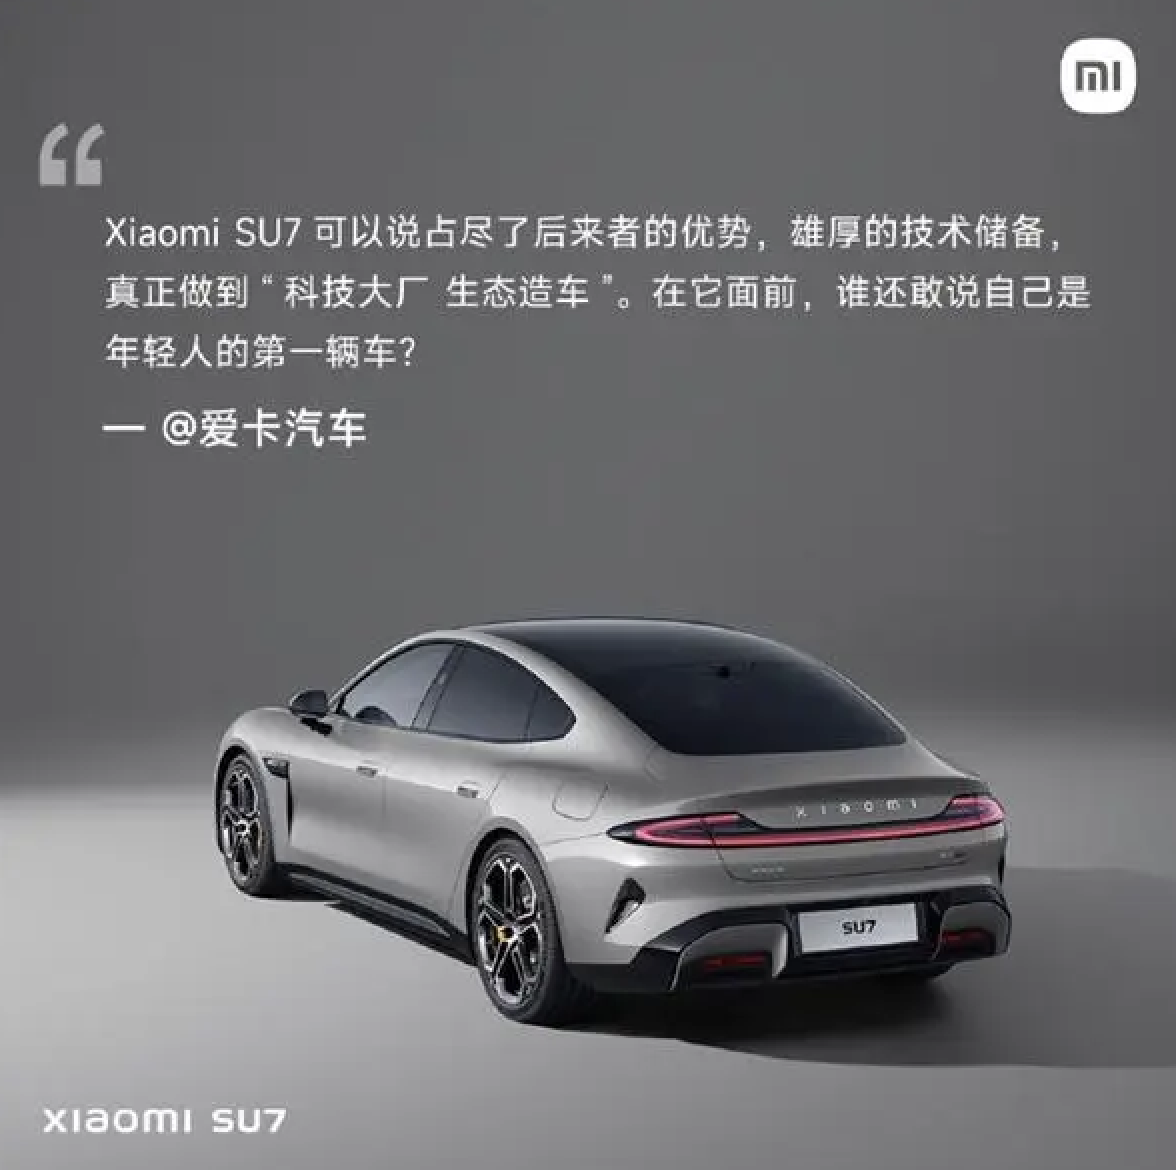 mi
“
Xiaomi SU7 可以说占尽了后来者的优势，雄厚的技术储备，
真正做到“科技大厂 生态造车”。在它面前，谁还敢说自己是
年轻人的第一辆车？
— @爱卡汽车
xiaomi
SU7
xiaomi SU7